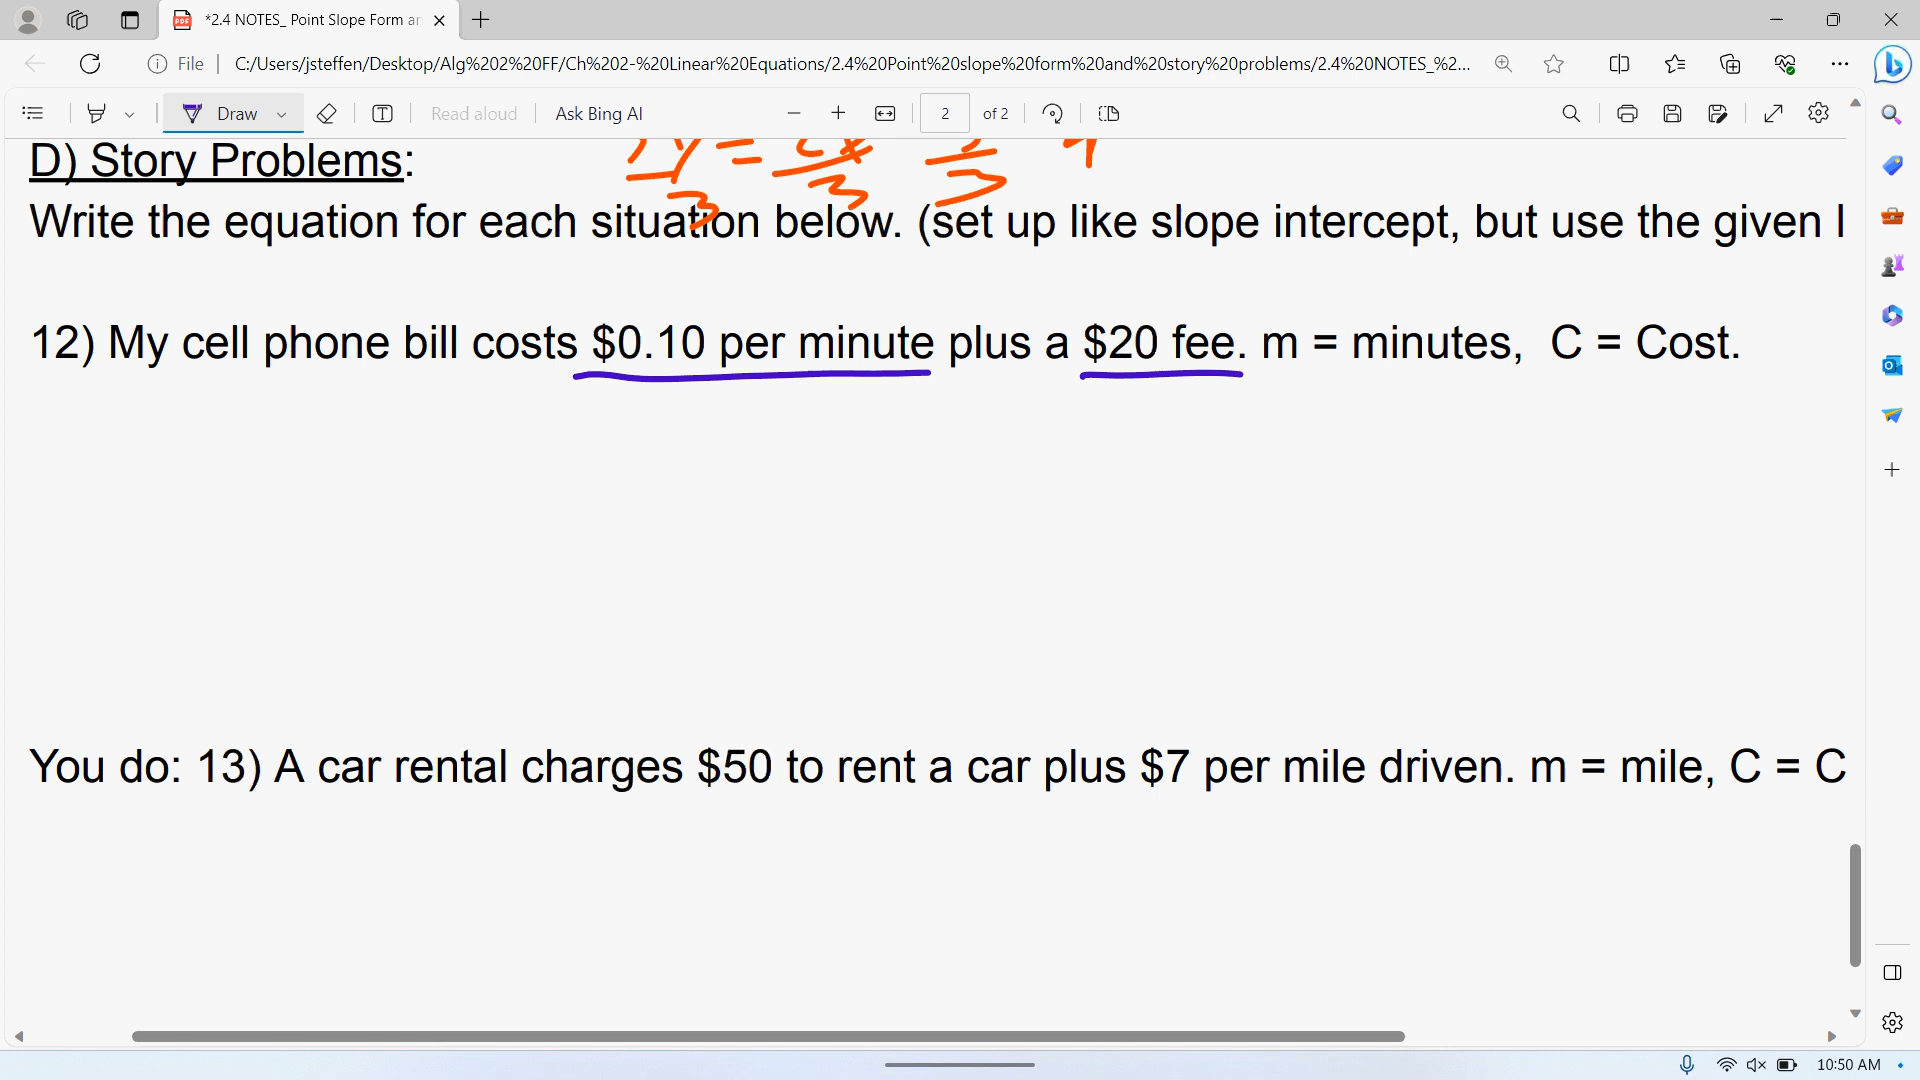 *2.4 NOTES_ Point Slope Form an
File
C:/Users/jsteffen/Desktop/Alg%202%20FF/Ch%202-%20Linear%20Equations/2.4%20Point%20slope%20form%20and%20story%20problems/2.4%20NOTES_%2...
Draw
Read aloud
Ask Bing AI
2
of 2
D) Story Problems:
Write the equation for each situation below. (set up like slope intercept, but use the given l
12) My cell phone bill costs $0.10 per minute plus a $20 fee. m = minutes, C = Cost.
You do: 13) A car rental charges $50 to rent a car plus $7 per mile driven. m = mile, C = C
10:50 AM